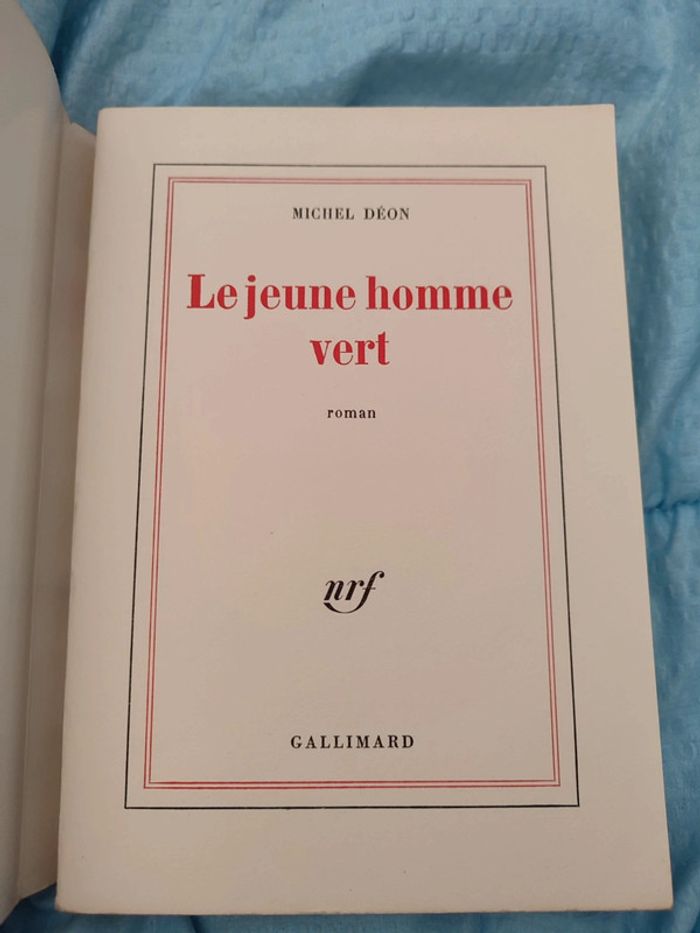 MICHEL DÉON
Le jeune homme
vert
roman
nrf
GALLIMARD